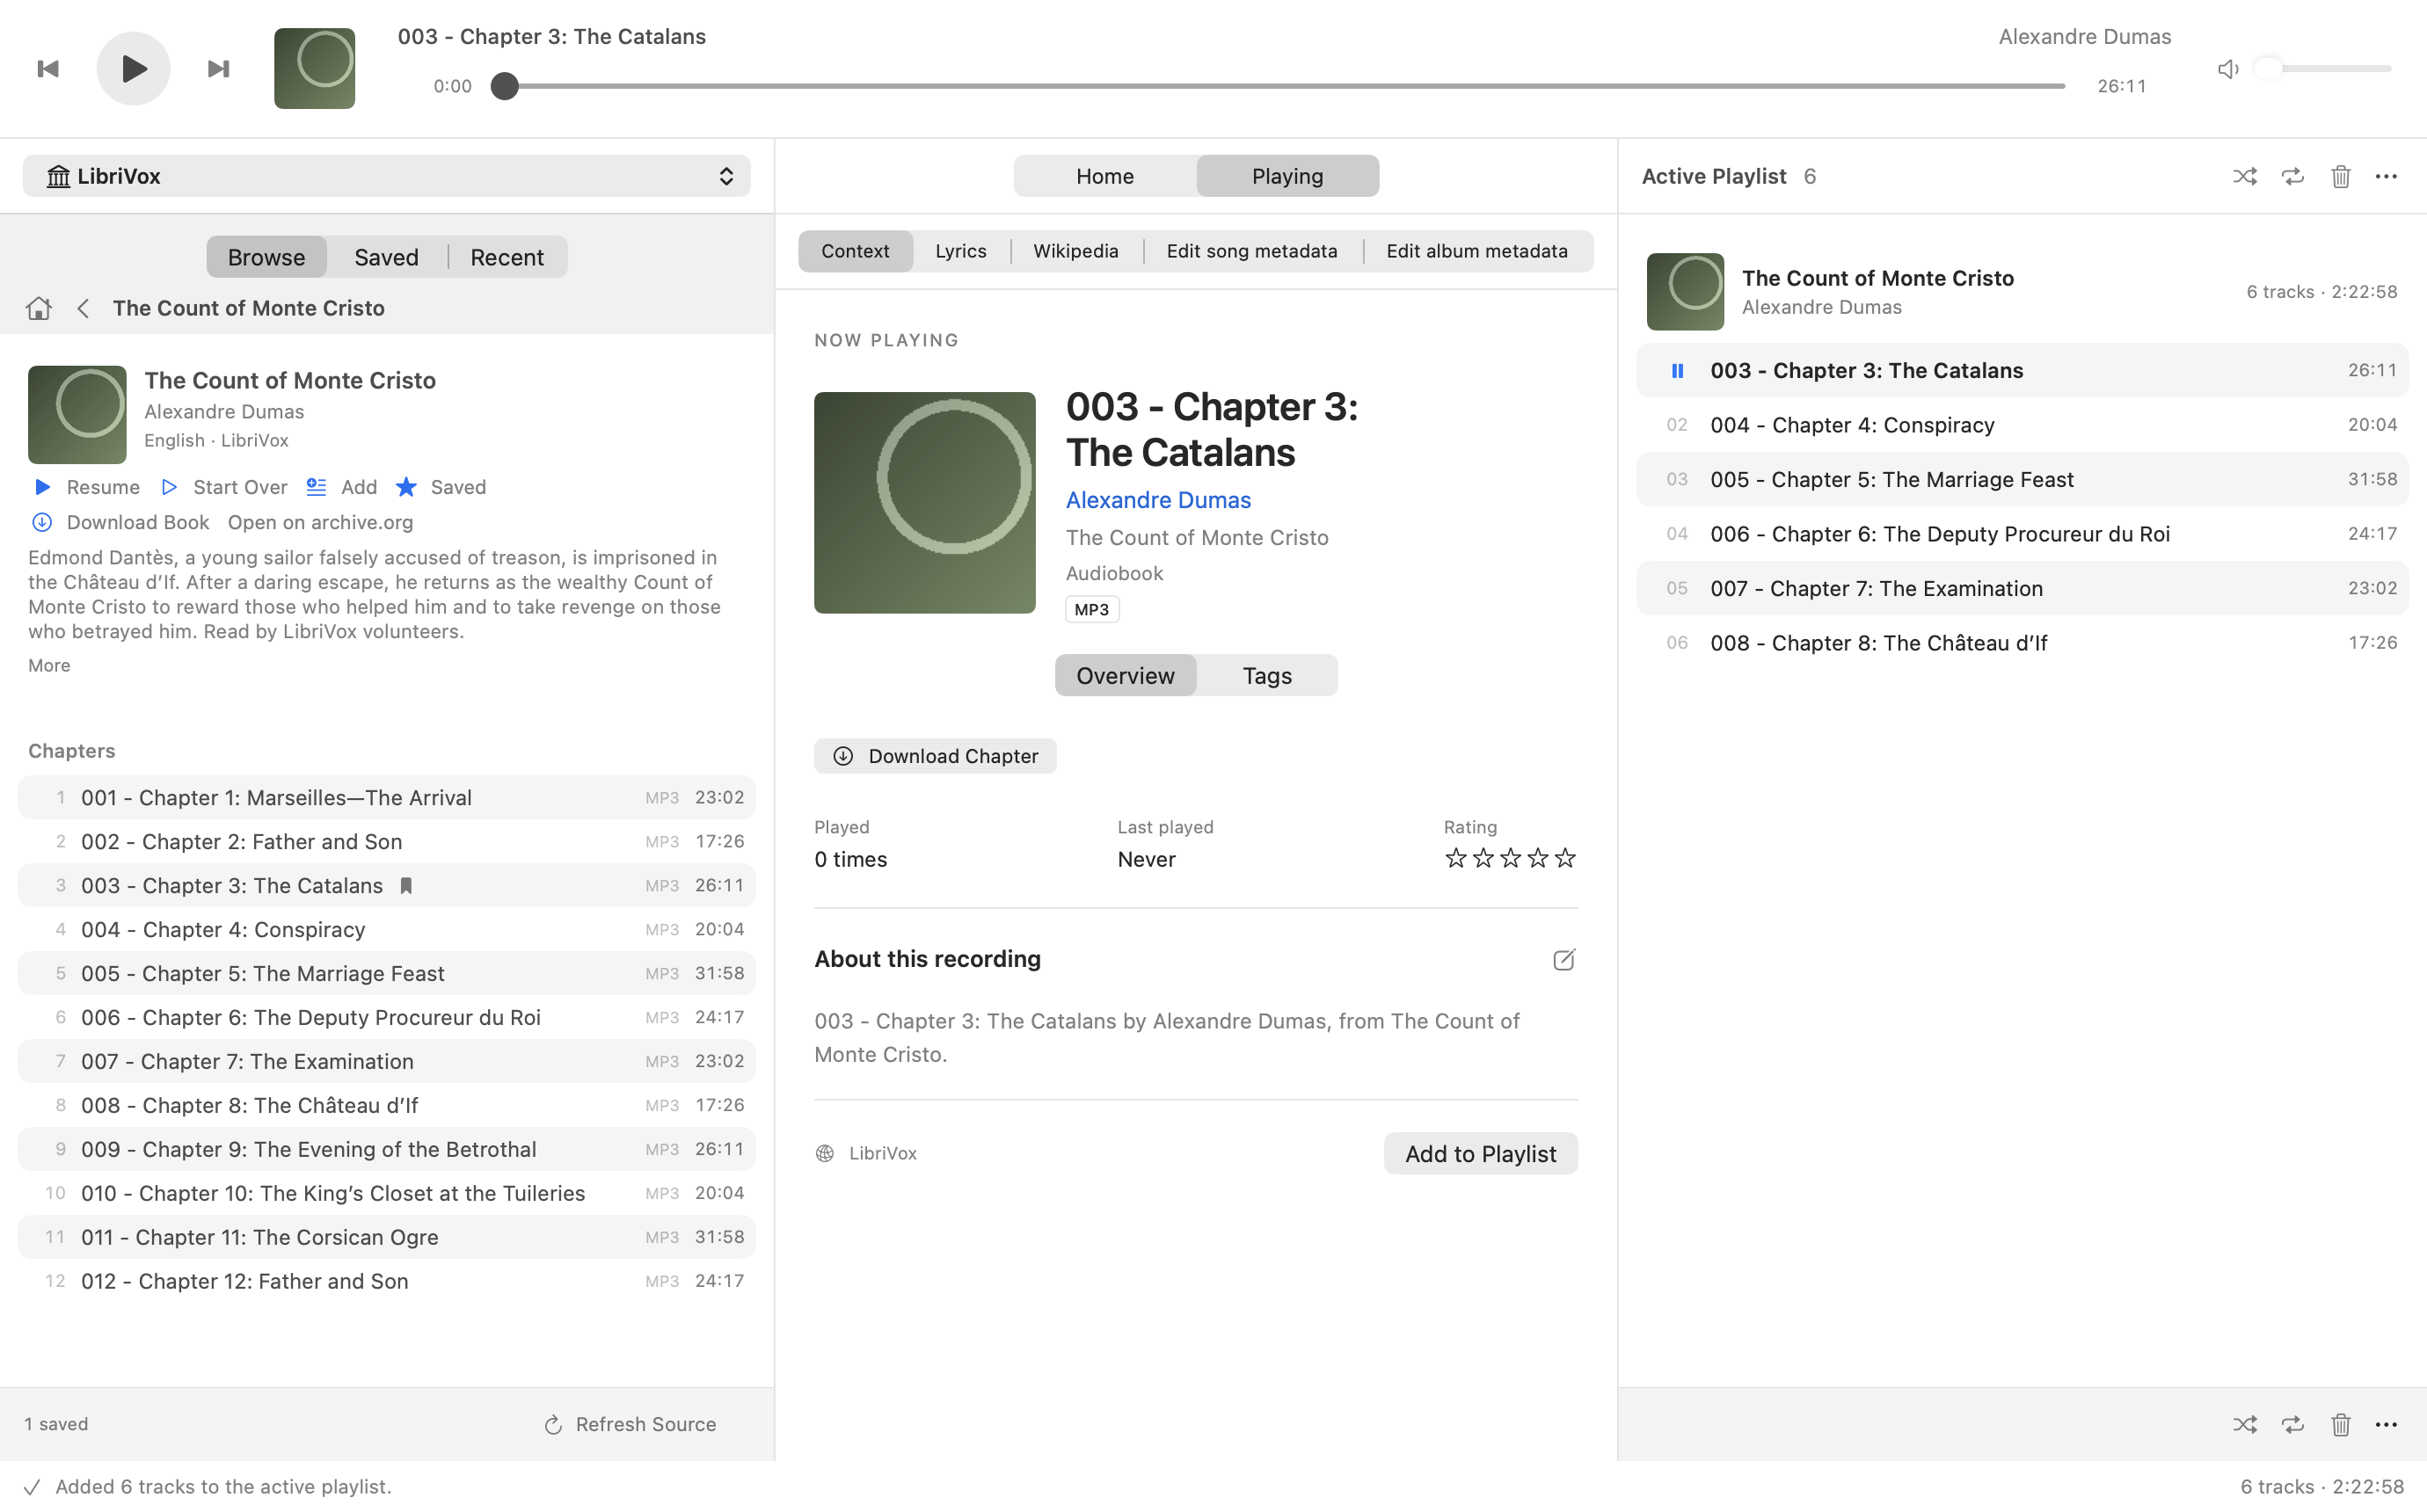 003 - Chapter 3: The Catalans
Alexandre Dumas
0:00
26:11
LibriVox
Browse
Saved
Recent
The Count of Monte Cristo
The Count of Monte Cristo
Alexandre Dumas
English · LibriVox
Resume
Start Over
Add
Saved
Download Book
Open on archive.org
Edmond Dantès, a young sailor falsely accused of treason, is imprisoned in
the Château d’If. After a daring escape, he returns as the wealthy Count of
Monte Cristo to reward those who helped him and to take revenge on those
who betrayed him. Read by LibriVox volunteers.
More
Chapters
1 001 - Chapter 1: Marseilles—The Arrival MP3 23:02
2 002 - Chapter 2: Father and Son MP3 17:26
3 003 - Chapter 3: The Catalans MP3 26:11
4 004 - Chapter 4: Conspiracy MP3 20:04
5 005 - Chapter 5: The Marriage Feast MP3 31:58
6 006 - Chapter 6: The Deputy Procureur du Roi MP3 24:17
7 007 - Chapter 7: The Examination MP3 23:02
8 008 - Chapter 8: The Château d’If MP3 17:26
9 009 - Chapter 9: The Evening of the Betrothal MP3 26:11
10 010 - Chapter 10: The King’s Closet at the Tuileries MP3 20:04
11 011 - Chapter 11: The Corsican Ogre MP3 31:58
12 012 - Chapter 12: Father and Son MP3 24:17
1 saved
Refresh Source
Home
Playing
Context
Lyrics
Wikipedia
Edit song metadata
Edit album metadata
NOW PLAYING
003 - Chapter 3:
The Catalans
Alexandre Dumas
The Count of Monte Cristo
Audiobook
MP3
Overview
Tags
Download Chapter
Played
0 times
Last played
Never
Rating
About this recording
003 - Chapter 3: The Catalans by Alexandre Dumas, from The Count of
Monte Cristo.
LibriVox
Add to Playlist
Active Playlist 6
The Count of Monte Cristo
Alexandre Dumas
6 tracks · 2:22:58
003 - Chapter 3: The Catalans 26:11
02 004 - Chapter 4: Conspiracy 20:04
03 005 - Chapter 5: The Marriage Feast 31:58
04 006 - Chapter 6: The Deputy Procureur du Roi 24:17
05 007 - Chapter 7: The Examination 23:02
06 008 - Chapter 8: The Château d’If 17:26
Added 6 tracks to the active playlist.
6 tracks · 2:22:58